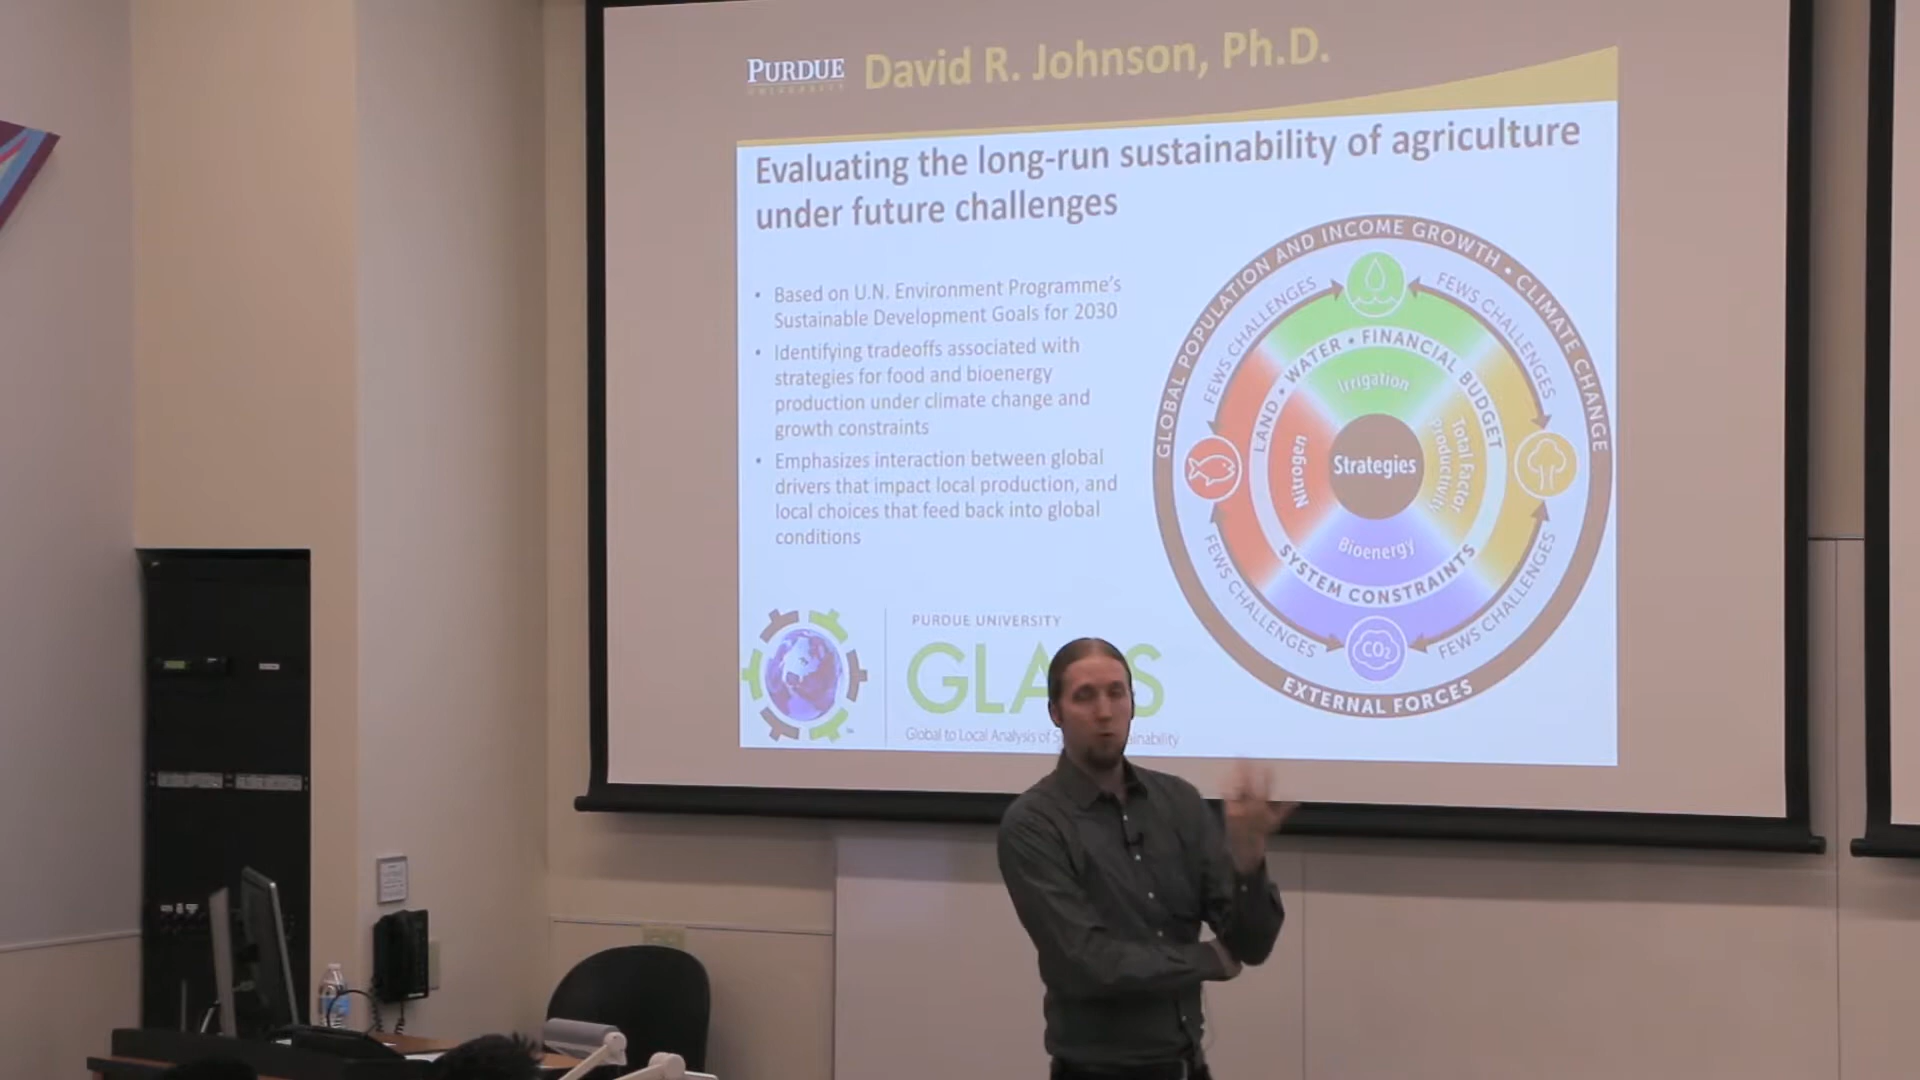 PURDUE
UNIVERSITY
David R. Johnson, Ph.D.
Evaluating the long-run sustainability of agriculture
under future challenges
• Based on U.N. Environment Programme's
Sustainable Development Goals for 2030
• Identifying tradeoffs associated with
strategies for food and bioenergy
production under climate change and
growth constraints
• Emphasizes interaction between global
drivers that impact local production, and
local choices that feed back into global
conditions
GLOBAL POPULATION AND INCOME GROWTH • CLIMATE CHANGE
FEWS CHALLENGES
FEWS CHALLENGES
LAND • WATER • FINANCIAL BUDGET
Irrigation
Nitrogen
Strategies
Total Factor
Productivity
Bioenergy
SYSTEM CONSTRAINTS
FEWS CHALLENGES
FEWS CHALLENGES
CO2
EXTERNAL FORCES
PURDUE UNIVERSITY
GLA S
Global to Local Analysis of